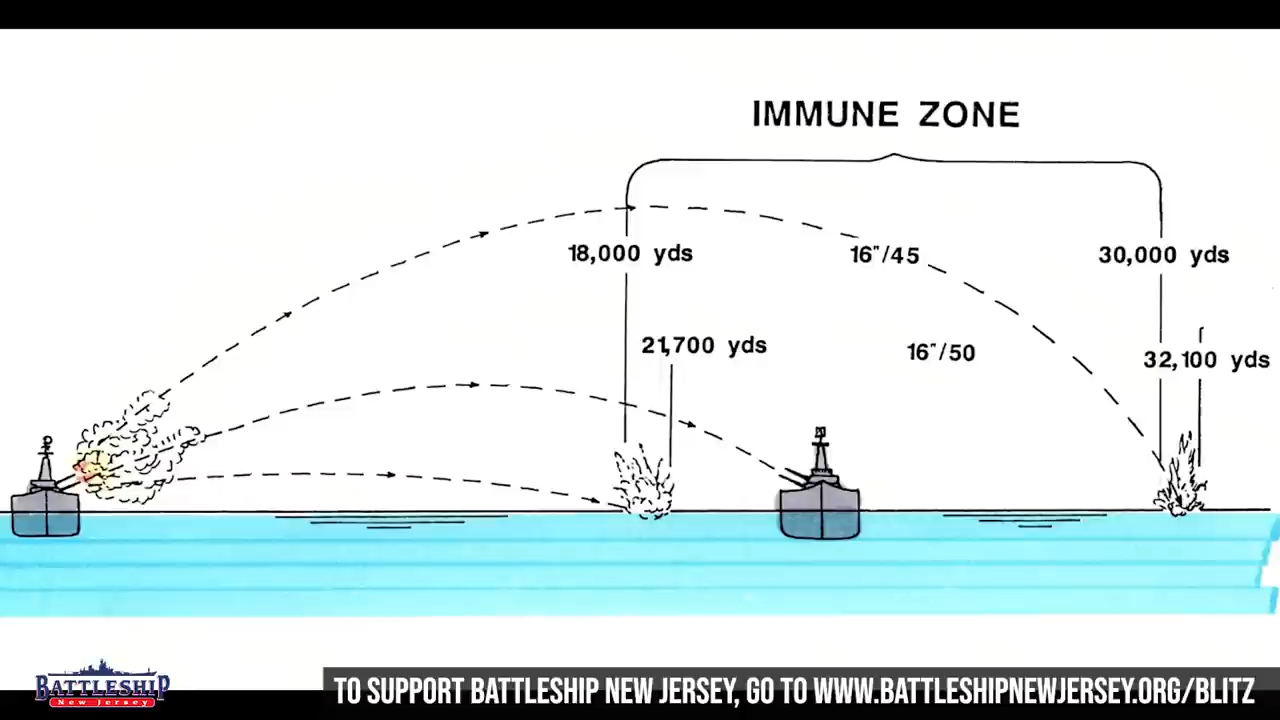 IMMUNE ZONE
18,000 yds
16"/45
30,000 yds
21,700 yds
16"/50
32,100 yds
BATTLESHIP
New Jersey
TO SUPPORT BATTLESHIP NEW JERSEY, GO TO WWW.BATTLESHIPNEWJERSEY.ORG/BLITZ